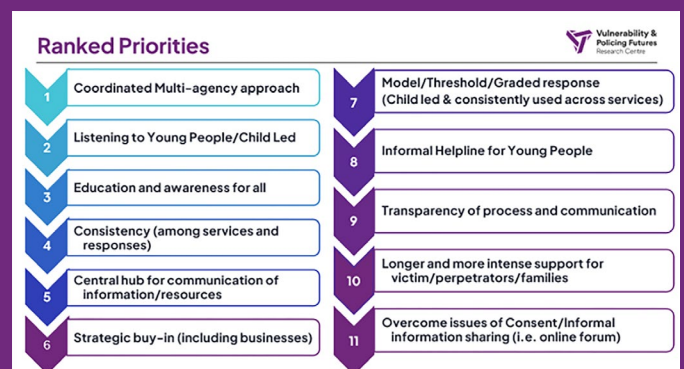 Ranked Priorities
Vulnerability &
Policing Futures
Research Centre
1
Coordinated Multi-agency approach
2
Listening to Young People/Child Led
3
Education and awareness for all
4
Consistency (among services and
responses)
5
Central hub for communication of
information/resources
6
Strategic buy-in (including businesses)
7
Model/Threshold/Graded response
(Child led & consistently used across services)
8
Informal Helpline for Young People
9
Transparency of process and communication
10
Longer and more intense support for
victim/perpetrators/families
11
Overcome issues of Consent/Informal
information sharing (i.e. online forum)